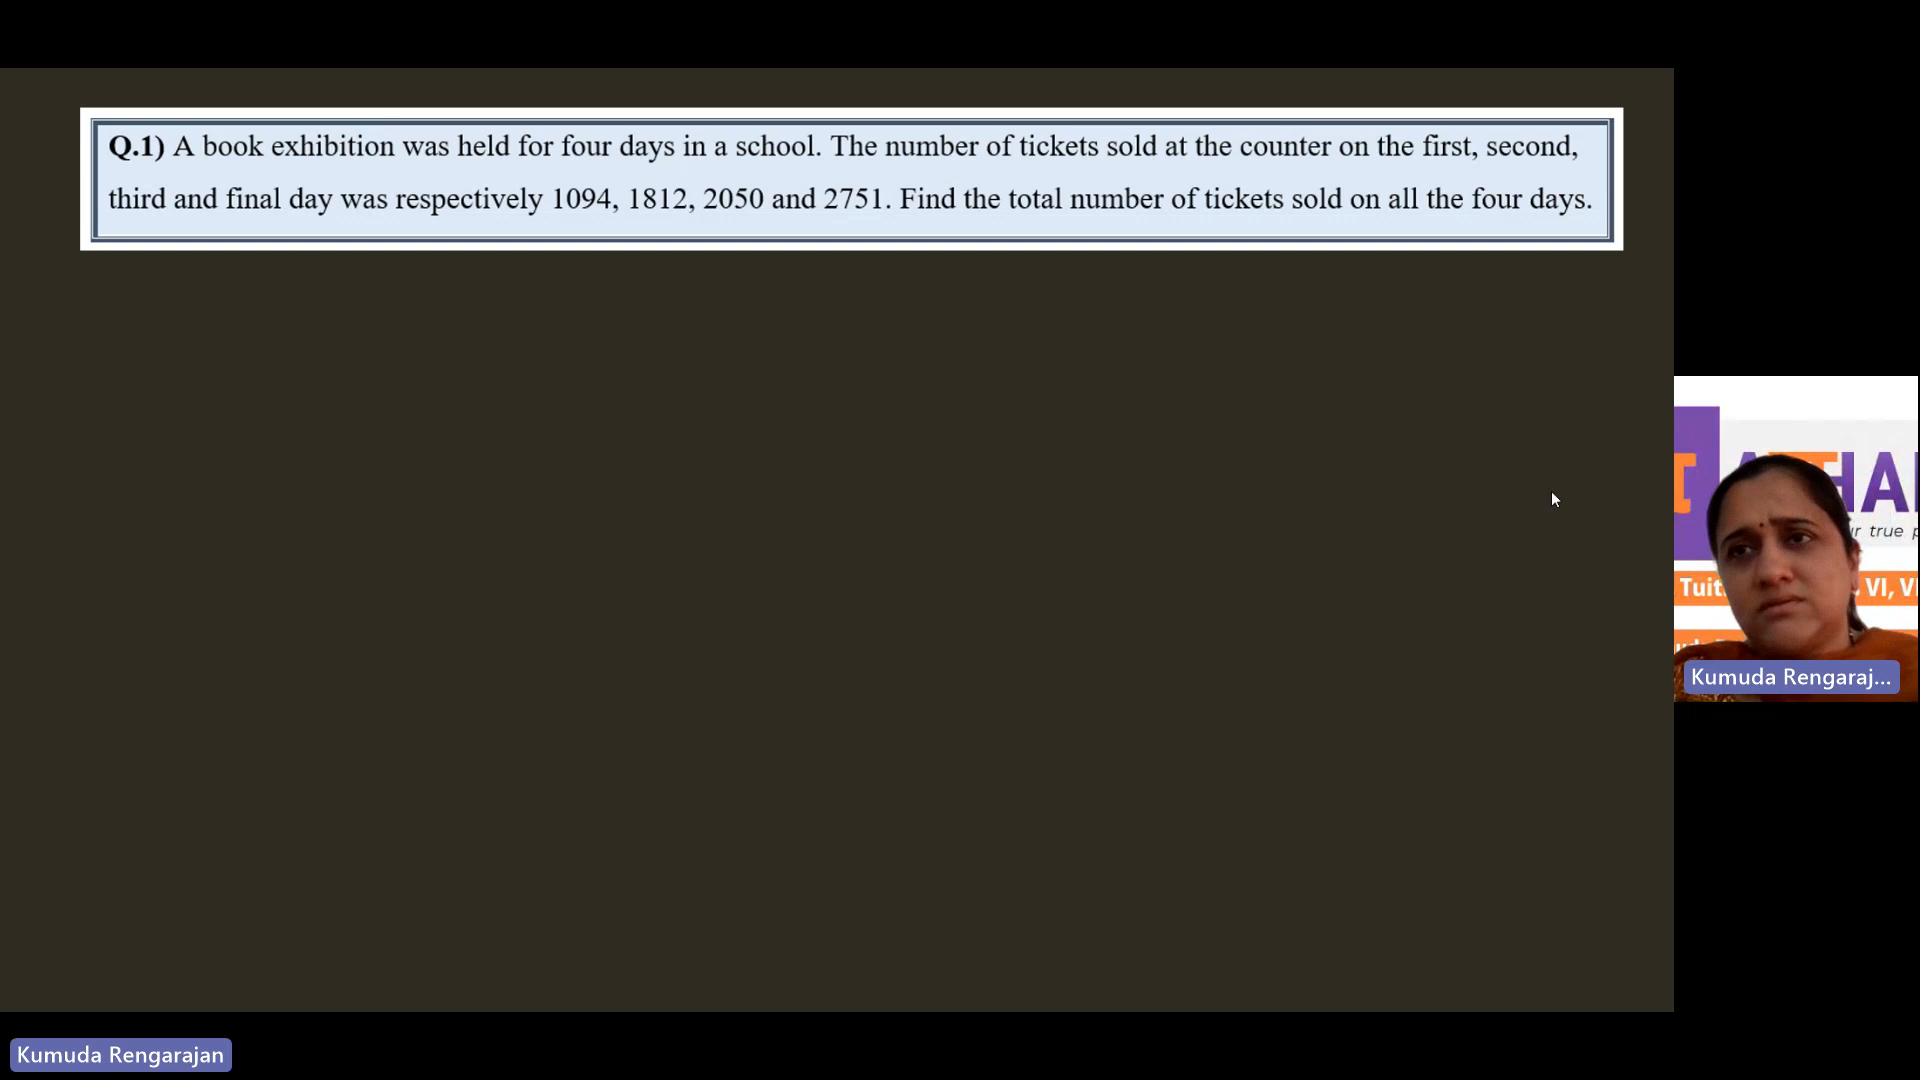 Q.1) A book exhibition was held for four days in a school. The number of tickets sold at the counter on the first, second,
third and final day was respectively 1094, 1812, 2050 and 2751. Find the total number of tickets sold on all the four days.
true
Tuit
VI, VI
Kumuda Rengaraj...
Kumuda Rengarajan